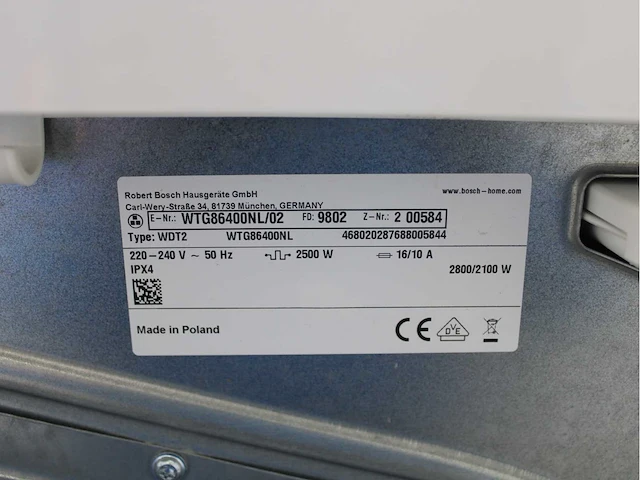 Robert Bosch Hausgeräte GmbH www.bosch-home.com
Carl-Wery-Straße 34, 81739 München, GERMANY
E-Nr.: WTG86400NL/02 FD: 9802 Z-Nr.: 2 00584
Type: WDT2 WTG86400NL 468020287688005844
220-240 V ~ 50 Hz 2500 W 16/10 A
IPX4 2800/2100 W
Made in Poland CE DVE